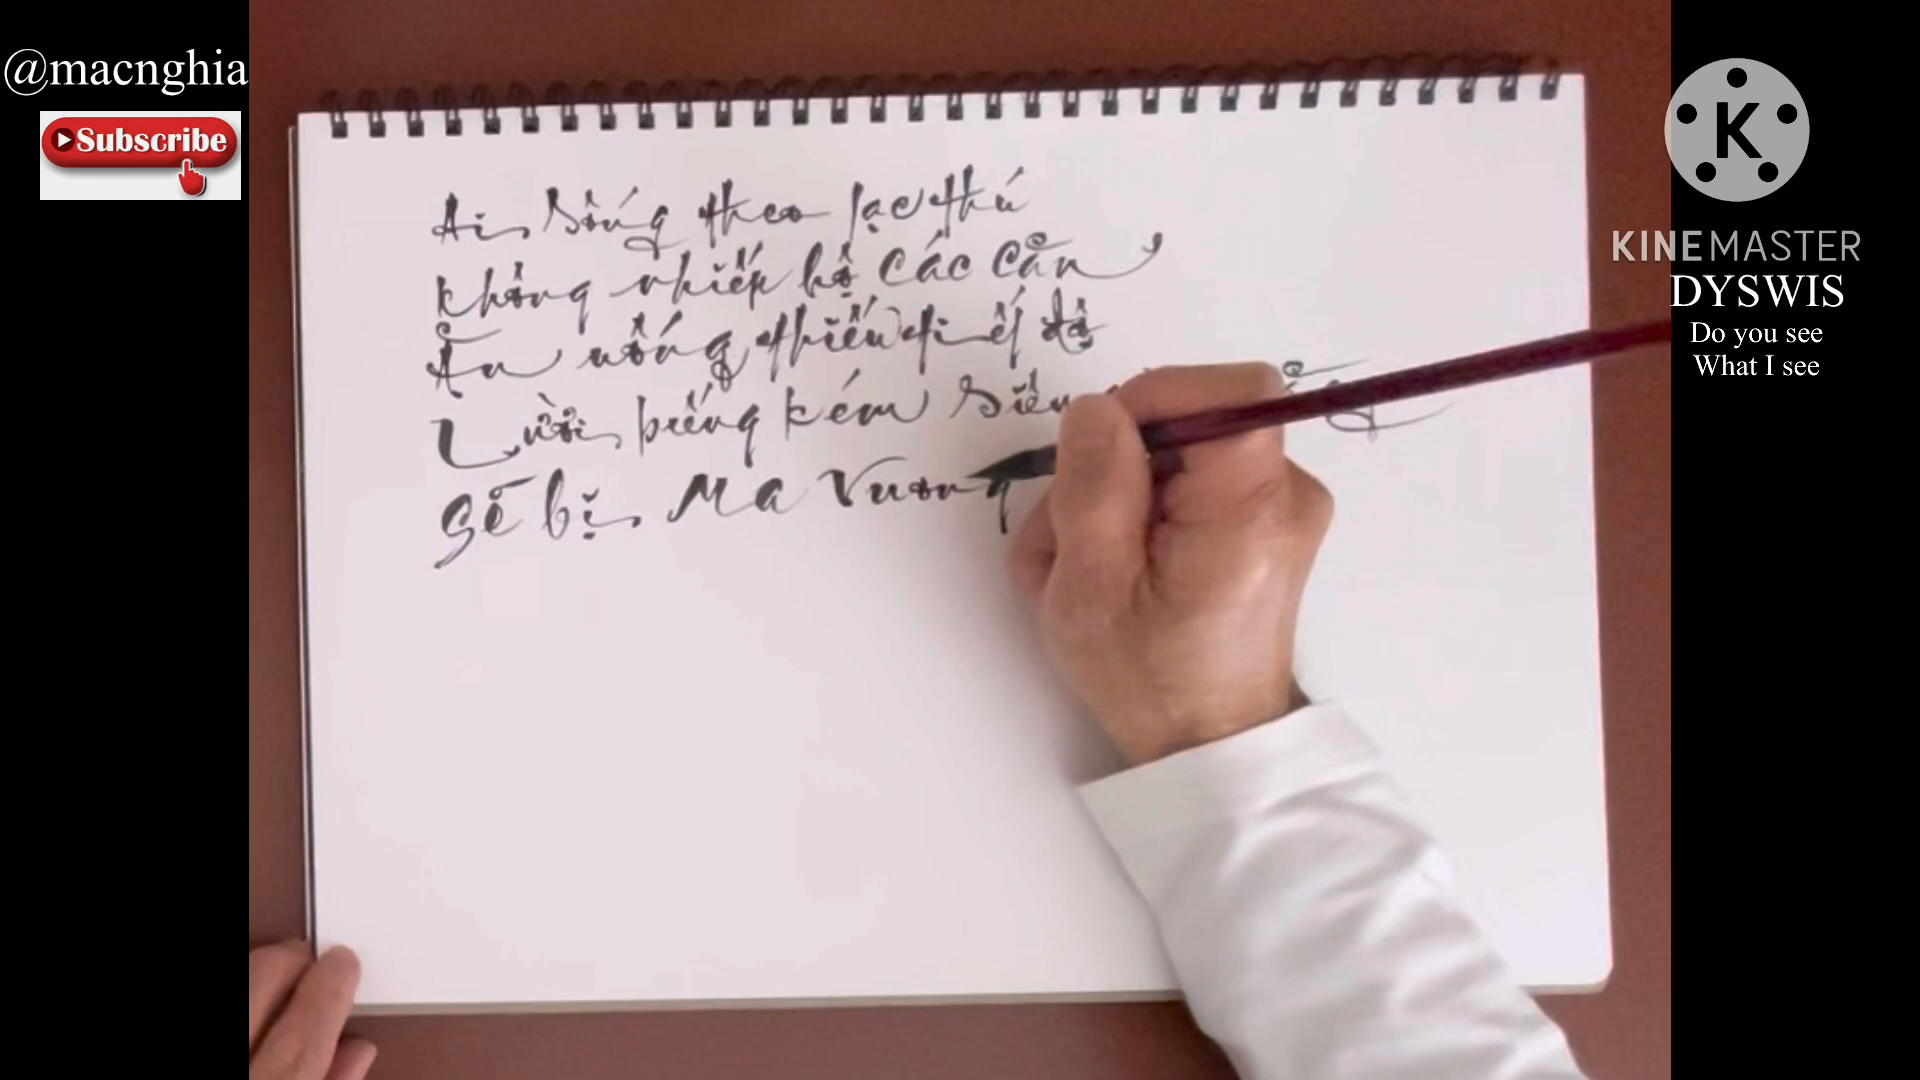 @macnghia
Subscribe
Ai sống theo lạc thú
Không nhiếp hộ các căn
Ăn uống thiếu tiết độ
Lười biếng kém siêng
Sẽ bị Ma Vương
K
KINEMASTER
DYSWIS
Do you see
What I see